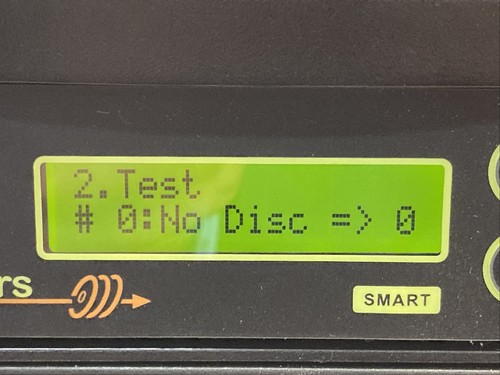 2.Test
# 0:No Disc => 0
rs
SMART